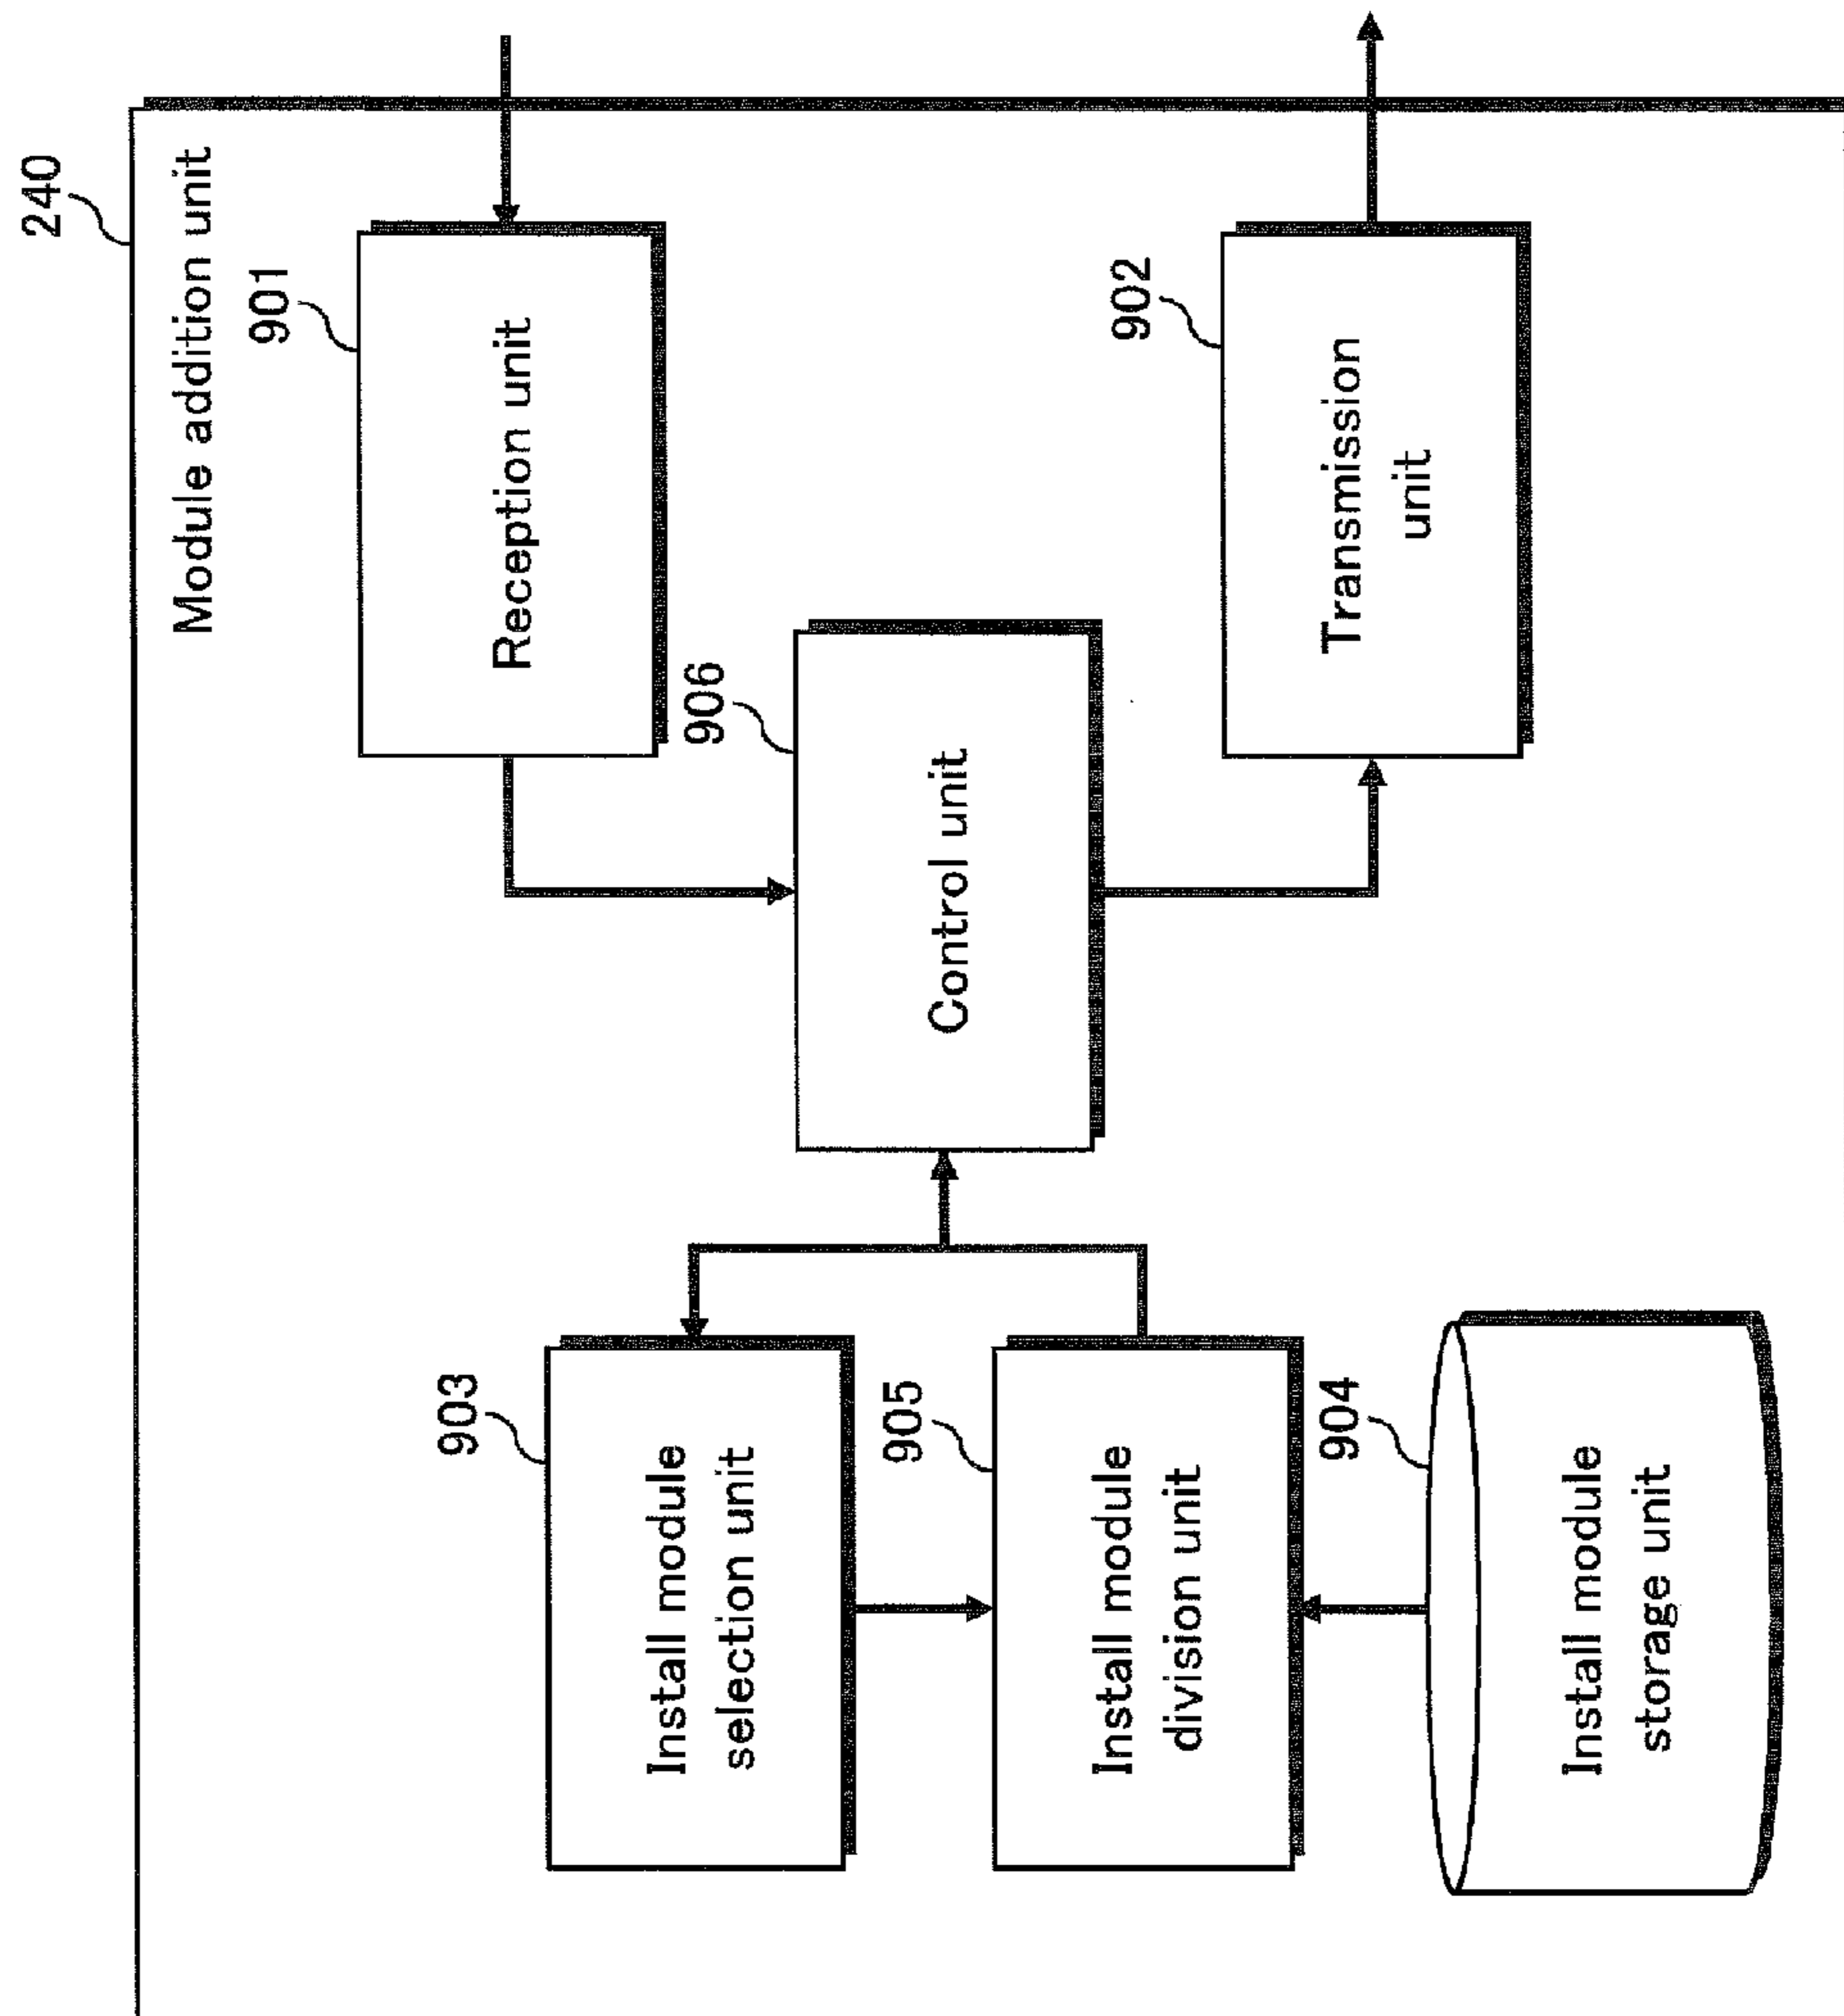 240
Module addition unit
901
Reception unit
902
Transmission
unit
906
Control unit
903
Install module
selection unit
905
Install module
division unit
904
Install module
storage unit